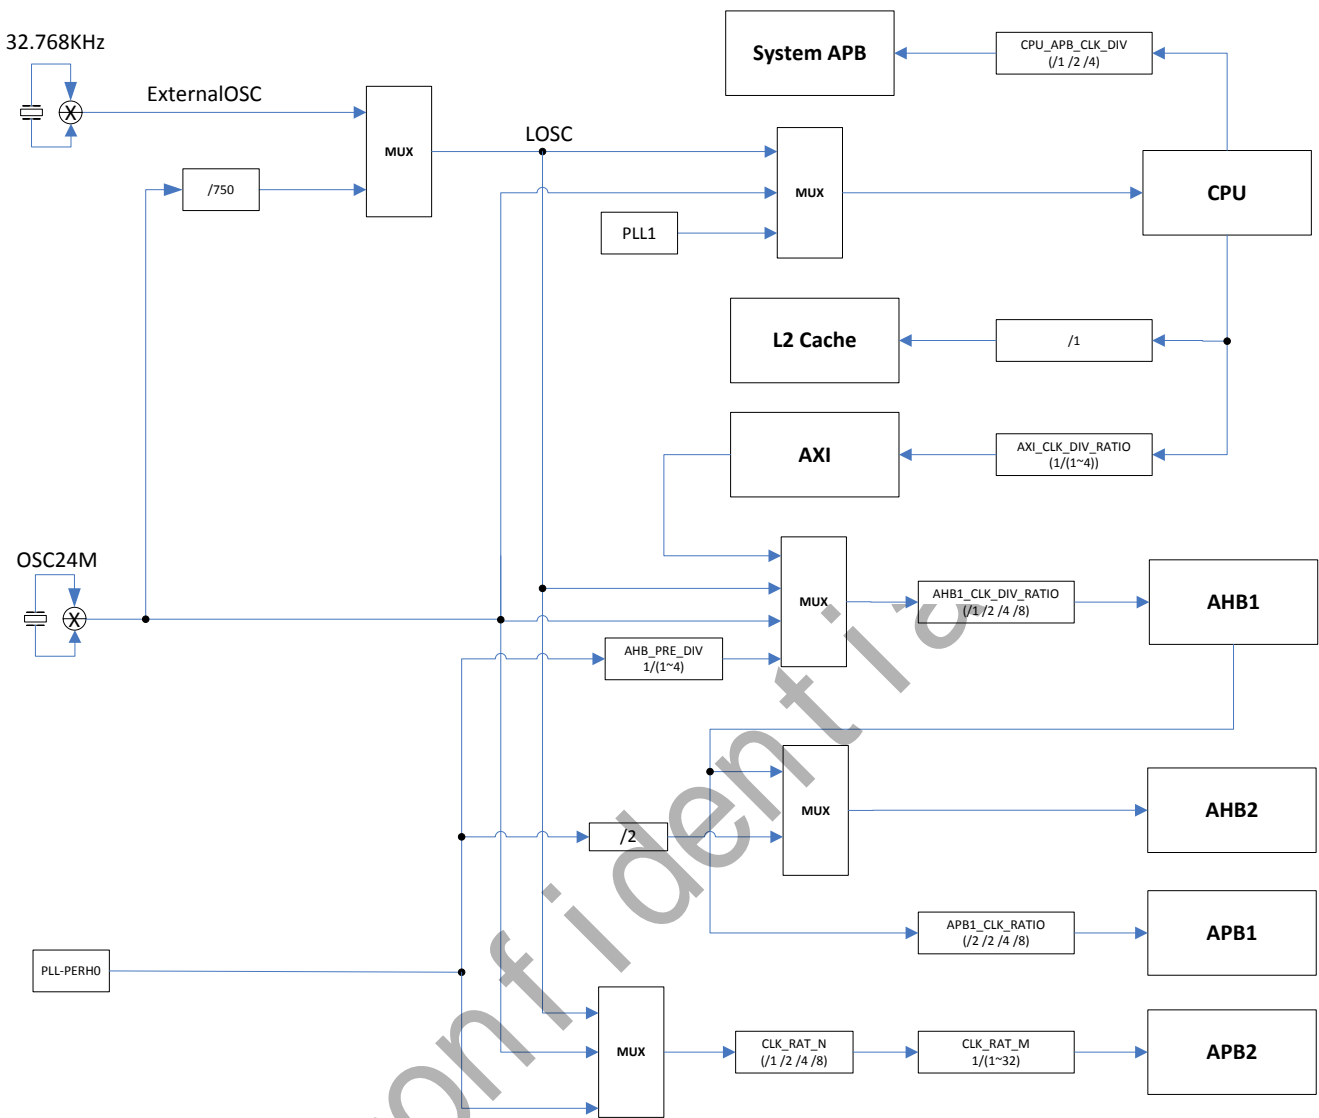 32.768KHz
ExternalOSC
MUX
/750
LOSC
System APB
CPU_APB_CLK_DIV
(/1 /2 /4)
MUX
PLL1
CPU
L2 Cache
/1
AXI
AXI_CLK_DIV_RATIO
(1/(1~4))
OSC24M
MUX
AHB1_CLK_DIV_RATIO
(/1 /2 /4 /8)
AHB1
AHB_PRE_DIV
1/(1~4)
MUX
AHB2
/2
APB1_CLK_RATIO
(/2 /2 /4 /8)
APB1
PLL-PERH0
MUX
CLK_RAT_N
(/1 /2 /4 /8)
CLK_RAT_M
1/(1~32)
APB2
onfidentia